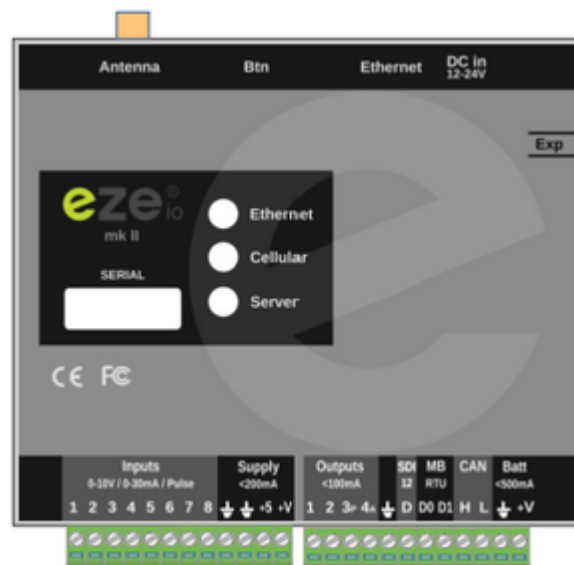 Antenna Btn Ethernet DC in
12-24V
Exp
eze® io
mk II
SERIAL
Ethernet
Cellular
Server
CE FC
Inputs Supply Outputs SDI MB CAN Batt
0-10V / 0-30mA / Pulse <200mA <100mA 12 RTU <500mA
1 2 3 4 5 6 7 8 +5 +V 1 2 3P 4A D D0 D1 H L +V